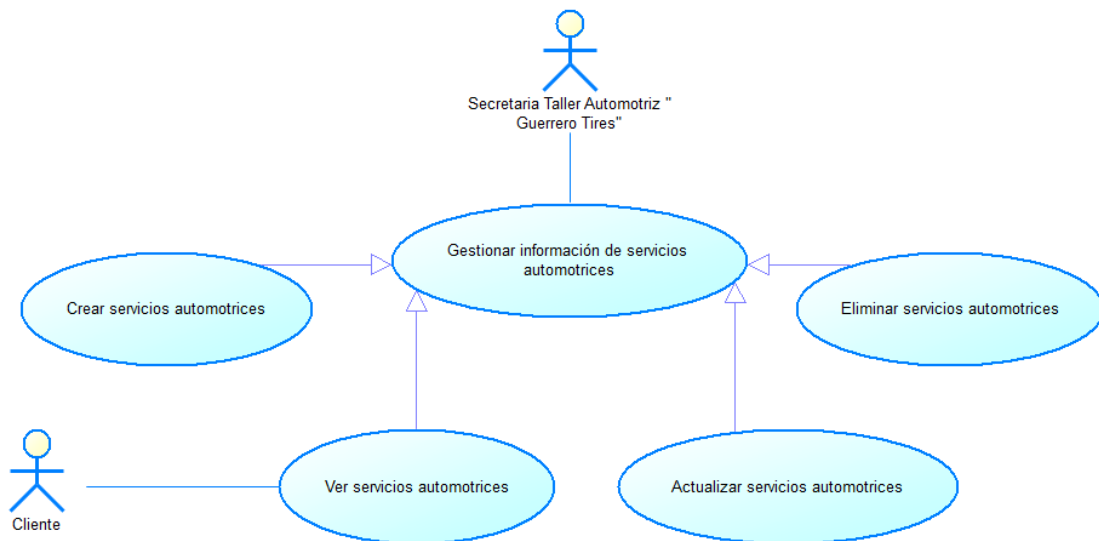 Secretaria Taller Automotriz "
Guerrero Tires"
Gestionar información de servicios
automotrices
Crear servicios automotrices
Eliminar servicios automotrices
Ver servicios automotrices
Actualizar servicios automotrices
Cliente